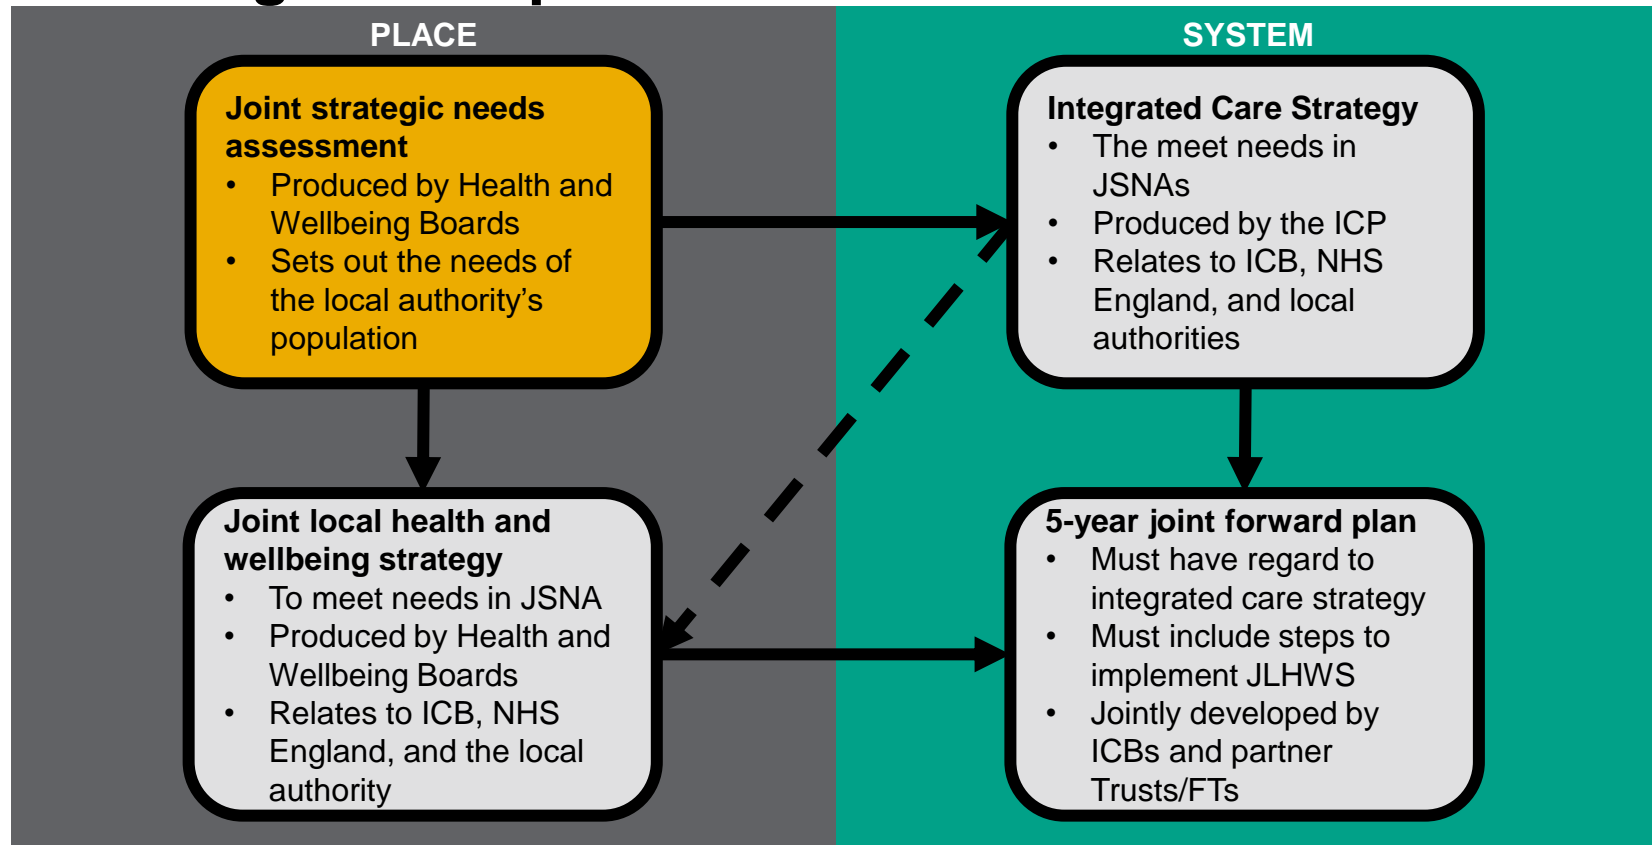 PLACE
SYSTEM
Joint strategic needs
assessment
• Produced by Health and
Wellbeing Boards
• Sets out the needs of
the local authority’s
population
Integrated Care Strategy
• The meet needs in
JSNAs
• Produced by the ICP
• Relates to ICB, NHS
England, and local
authorities
Joint local health and
wellbeing strategy
• To meet needs in JSNA
• Produced by Health and
Wellbeing Boards
• Relates to ICB, NHS
England, and the local
authority
5-year joint forward plan
• Must have regard to
integrated care strategy
• Must include steps to
implement JLHWS
• Jointly developed by
ICBs and partner
Trusts/FTs